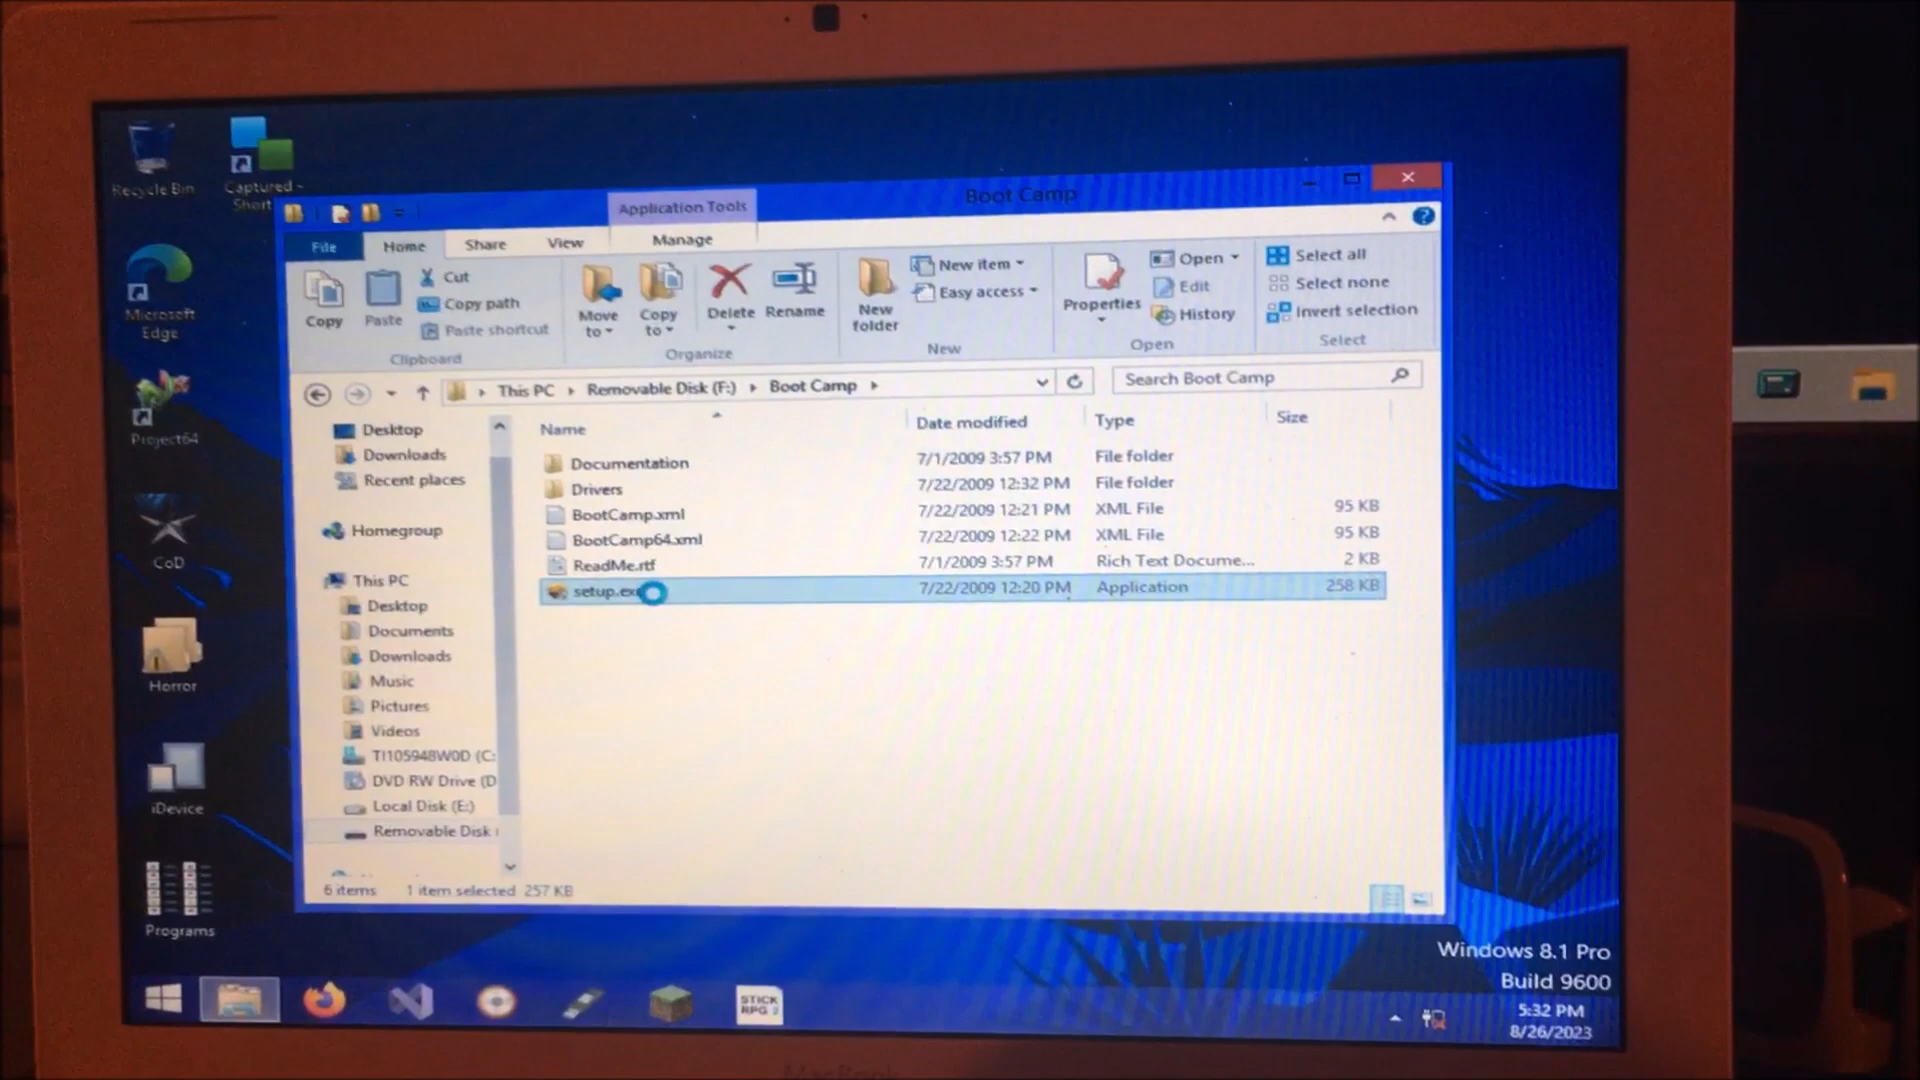 Recycle Bin
Captured -
Short
Microsoft
Edge
Project64
CoD
Horror
iDevice
Programs
Application Tools
Boot Camp
File
Home
Share
View
Manage
Copy
Paste
Cut
Copy path
Paste shortcut
Clipboard
Move
to
Copy
to
Delete
Rename
Organize
New
folder
New item
Easy access
New
Properties
Open
Edit
History
Open
Select all
Select none
Invert selection
Select
This PC
Removable Disk (F:)
Boot Camp
Search Boot Camp
Desktop
Downloads
Recent places
Homegroup
This PC
Desktop
Documents
Downloads
Music
Pictures
Videos
TI105948W0D (C:
DVD RW Drive (D
Local Disk (E:)
Removable Disk
Name Date modified Type Size
Documentation 7/1/2009 3:57 PM File folder
Drivers 7/22/2009 12:32 PM File folder
BootCamp.xml 7/22/2009 12:21 PM XML File 95 KB
BootCamp64.xml 7/22/2009 12:22 PM XML File 95 KB
ReadMe.rtf 7/1/2009 3:57 PM Rich Text Docume... 2 KB
setup.ex 7/22/2009 12:20 PM Application 258 KB
6 items 1 item selected 257 KB
Windows 8.1 Pro
Build 9600
STICK
RPG 2
5:32 PM
8/26/2023
MacBook